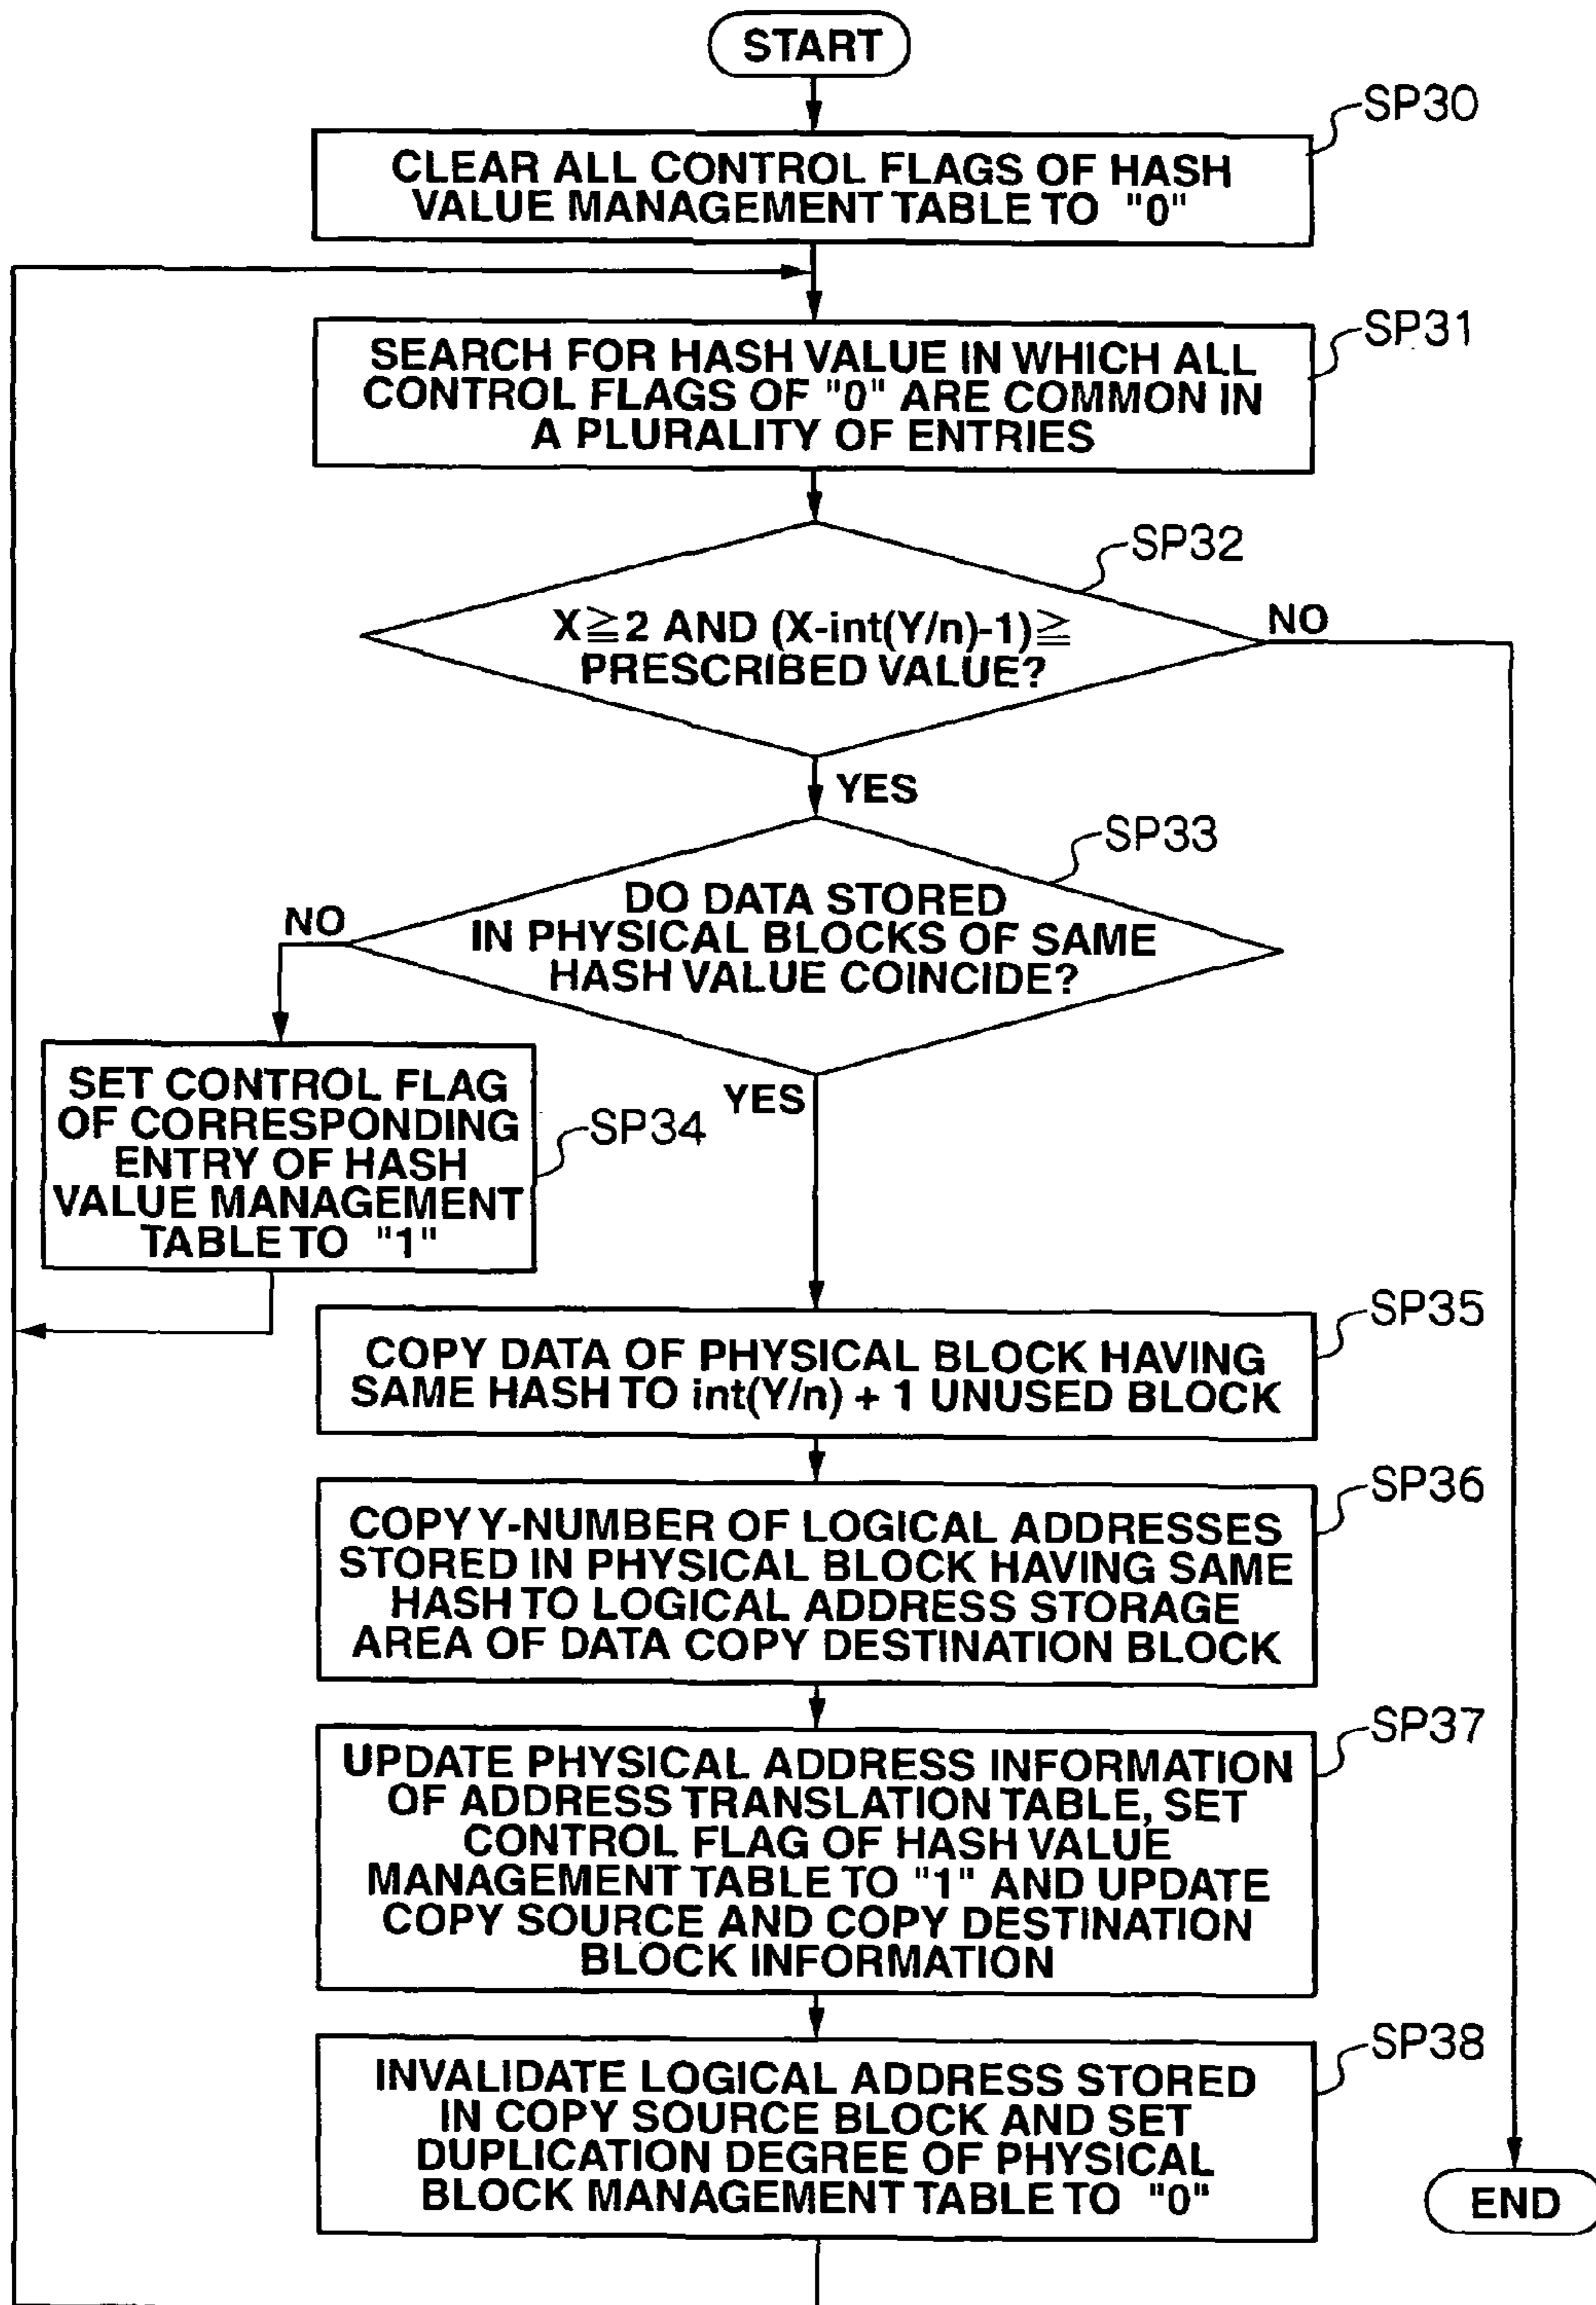 START
SP30
CLEAR ALL CONTROL FLAGS OF HASH
VALUE MANAGEMENT TABLE TO "0"
SP31
SEARCH FOR HASH VALUE IN WHICH ALL
CONTROL FLAGS OF "0" ARE COMMON IN
A PLURALITY OF ENTRIES
SP32
X≧2 AND (X-int(Y/n)-1)≧
PRESCRIBED VALUE?
NO
YES
SP33
DO DATA STORED
IN PHYSICAL BLOCKS OF SAME
HASH VALUE COINCIDE?
NO
YES
SET CONTROL FLAG
OF CORRESPONDING
ENTRY OF HASH
VALUE MANAGEMENT
TABLE TO "1"
SP34
SP35
COPY DATA OF PHYSICAL BLOCK HAVING
SAME HASH TO int(Y/n) + 1 UNUSED BLOCK
SP36
COPY Y-NUMBER OF LOGICAL ADDRESSES
STORED IN PHYSICAL BLOCK HAVING SAME
HASH TO LOGICAL ADDRESS STORAGE
AREA OF DATA COPY DESTINATION BLOCK
SP37
UPDATE PHYSICAL ADDRESS INFORMATION
OF ADDRESS TRANSLATION TABLE, SET
CONTROL FLAG OF HASH VALUE
MANAGEMENT TABLE TO "1" AND UPDATE
COPY SOURCE AND COPY DESTINATION
BLOCK INFORMATION
SP38
INVALIDATE LOGICAL ADDRESS STORED
IN COPY SOURCE BLOCK AND SET
DUPLICATION DEGREE OF PHYSICAL
BLOCK MANAGEMENT TABLE TO "0"
END